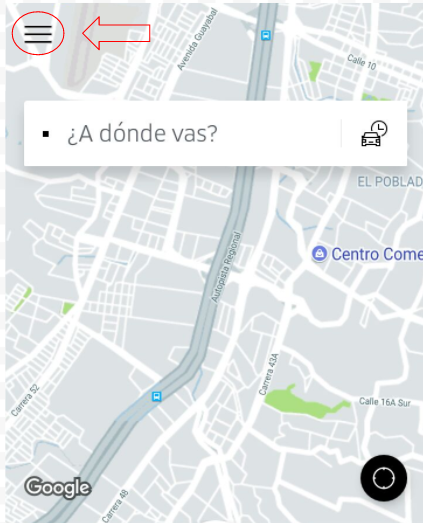 Avenida Guayabal
Calle 10
¿A dónde vas?
EL POBLAD
Centro Come
Autopista Regional
Carrera 43A
Carrera 52
Calle 16A Sur
Google
Carrera 48